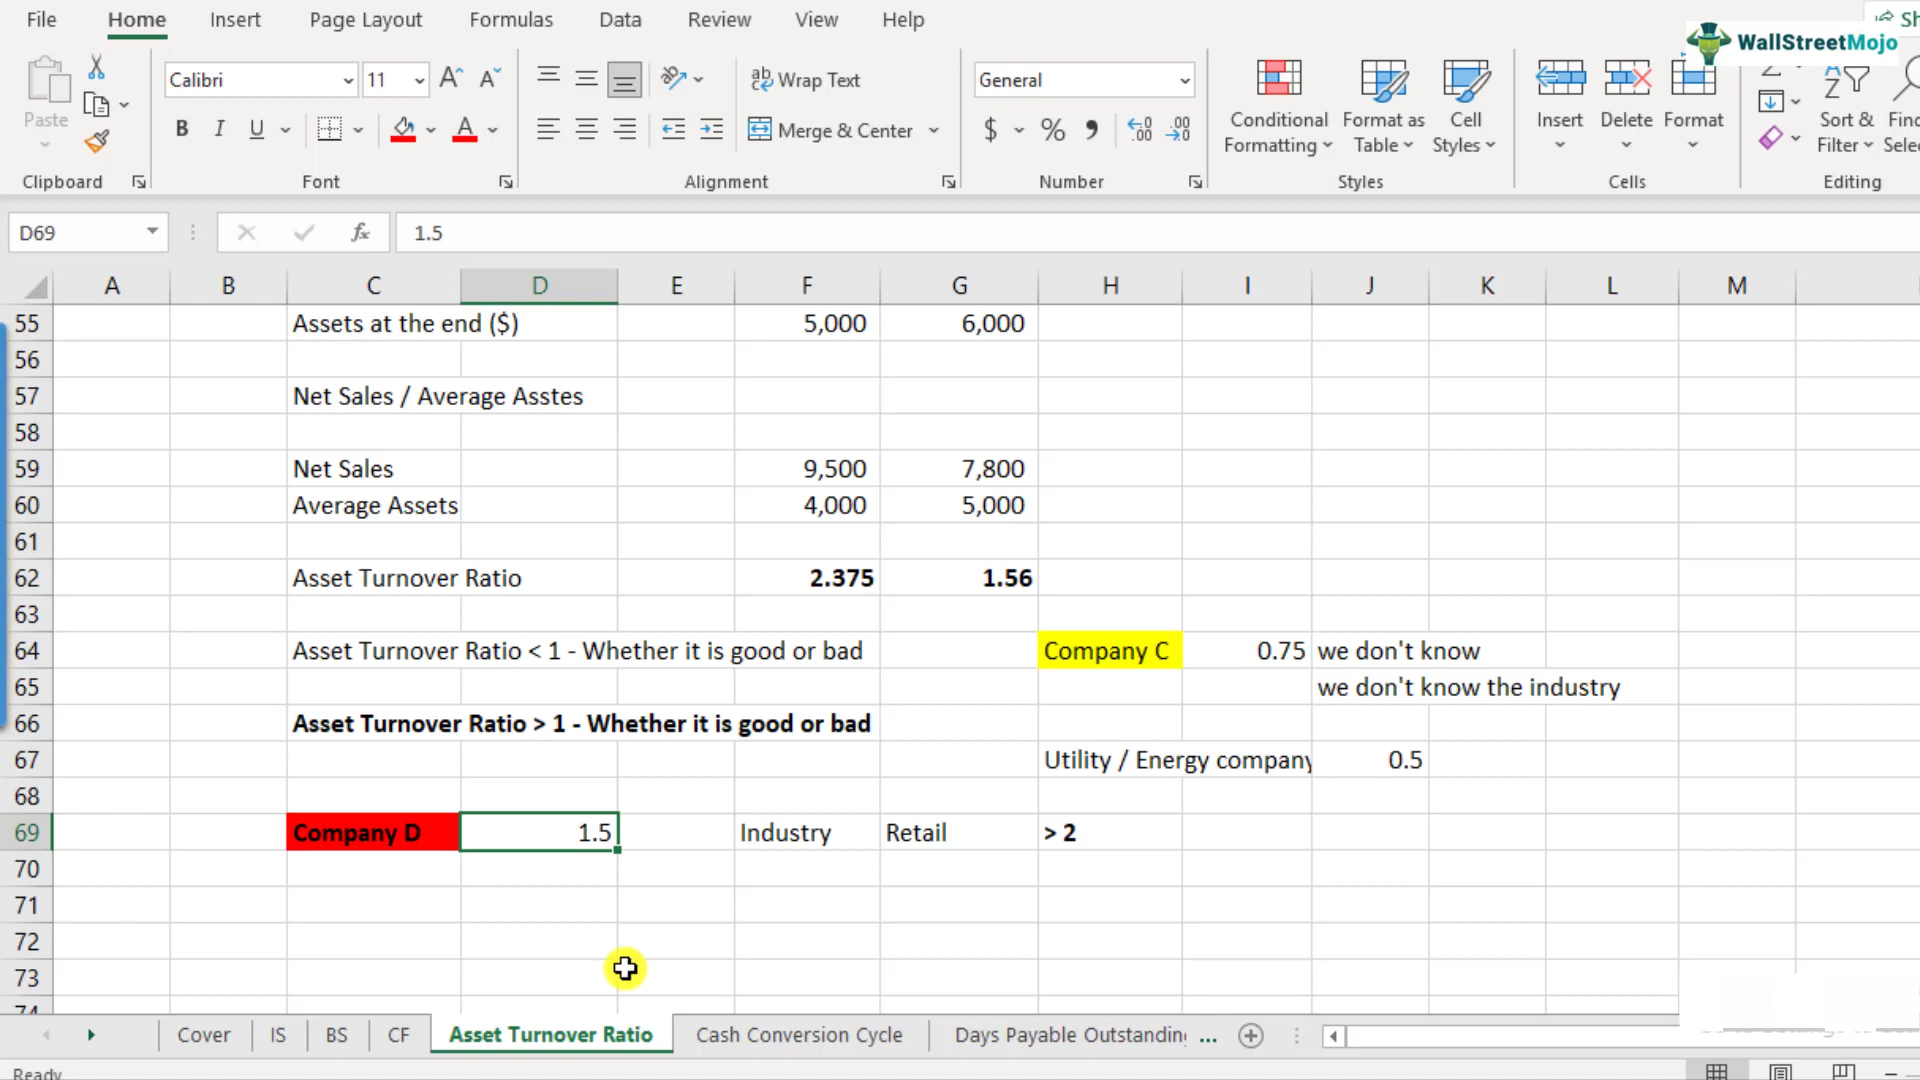 File Home Insert Page Layout Formulas Data Review View Help
WallStreetMojo
Calibri 11 Wrap Text General
Paste B I U Merge & Center $ % Conditional Formatting Format as Table Cell Styles Insert Delete Format Sort & Filter
Clipboard Font Alignment Number Styles Cells Editing
D69 fx 1.5
A B C D E F G H I J K L M
55 Assets at the end ($) 5,000 6,000
56
57 Net Sales / Average Asstes
58
59 Net Sales 9,500 7,800
60 Average Assets 4,000 5,000
61
62 Asset Turnover Ratio 2.375 1.56
63
64 Asset Turnover Ratio < 1 - Whether it is good or bad Company C 0.75 we don't know
65 we don't know the industry
66 Asset Turnover Ratio > 1 - Whether it is good or bad
67 Utility / Energy company 0.5
68
69 Company D 1.5 Industry Retail > 2
70
71
72
73
74
Cover IS BS CF Asset Turnover Ratio Cash Conversion Cycle Days Payable Outstanding ...
Ready